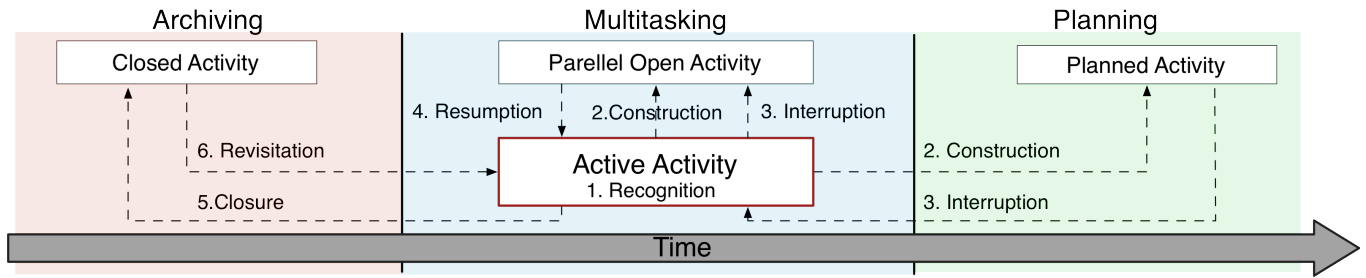 Archiving
Multitasking
Planning
Closed Activity
Parellel Open Activity
Planned Activity
4. Resumption
2.Construction
3. Interruption
6. Revisitation
Active Activity
1. Recognition
2. Construction
5.Closure
3. Interruption
Time